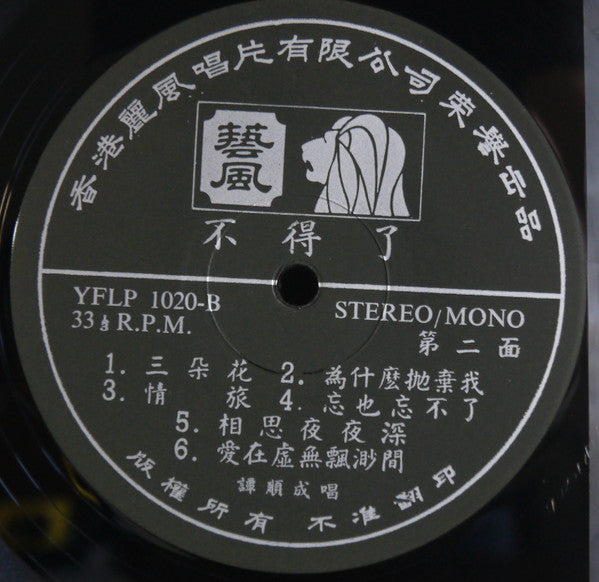 香港麗風唱片有限公司榮譽出品
藝風
不得了
YFLP 1020-B
33⅓ R.P.M.
STEREO/MONO
第二面
1. 三朵花 2. 為什麽拋棄我
3. 情旅 4. 忘也忘不了
5. 相思夜夜深
6. 愛在虛無飄渺間
譚順成唱
版權所有 不准翻印